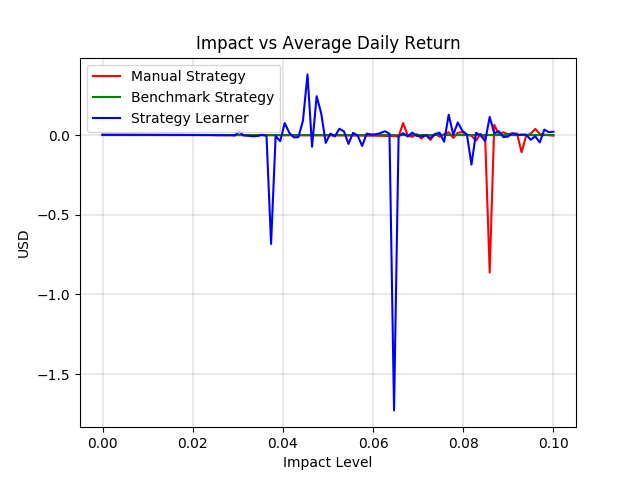 Impact vs Average Daily Return
Manual Strategy
Benchmark Strategy
Strategy Learner
USD
0.0
−0.5
−1.0
−1.5
0.00 0.02 0.04 0.06 0.08 0.10
Impact Level